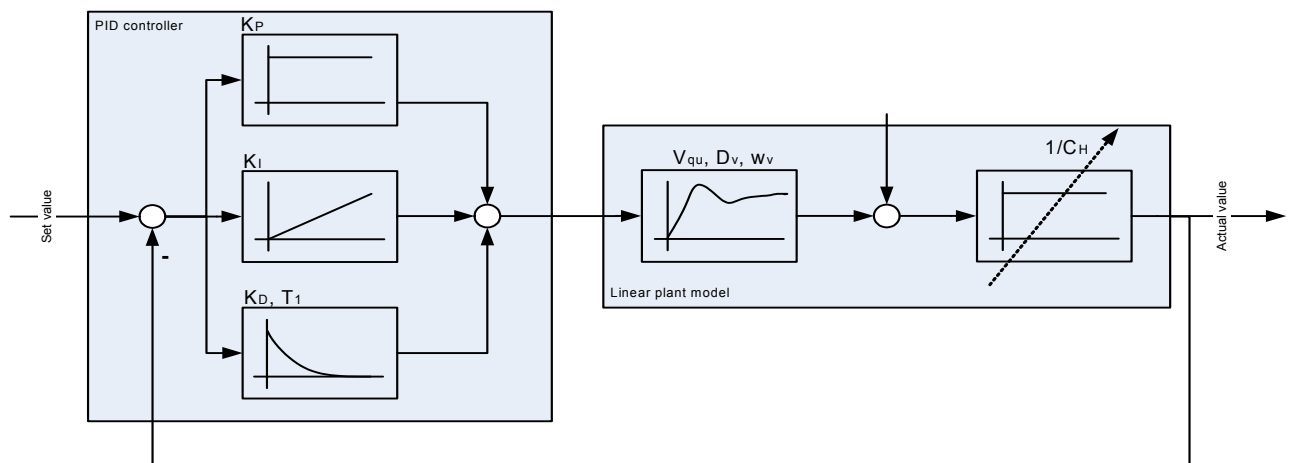 PID controller
KP
KI
KD, T1
Set value
-
Vqu, Dv, wv
1/CH
Linear plant model
Actual value